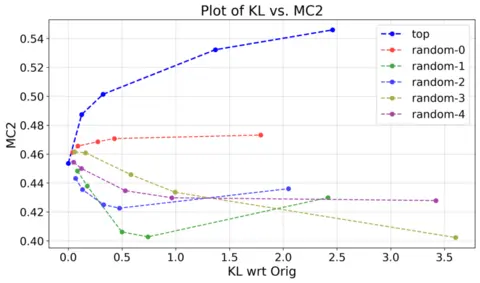 Plot of KL vs. MC2
MC2
0.54
0.52
0.50
0.48
0.46
0.44
0.42
0.40
top
random-0
random-1
random-2
random-3
random-4
0.0 0.5 1.0 1.5 2.0 2.5 3.0 3.5
KL wrt Orig